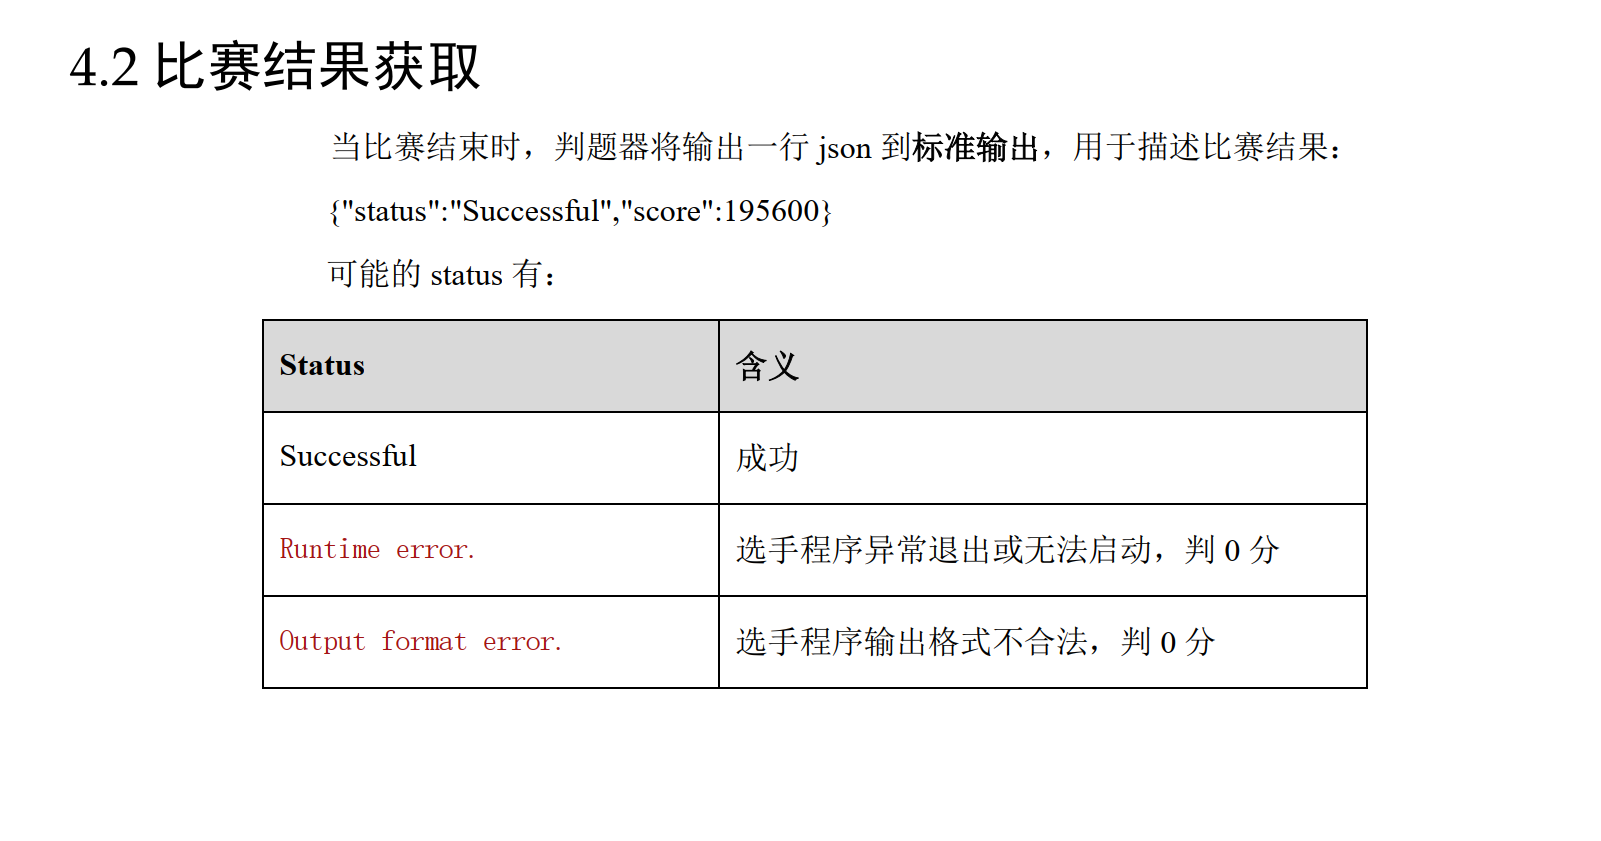 4.2 比赛结果获取
当比赛结束时，判题器将输出一行 json 到标准输出，用于描述比赛结果：
{"status":"Successful","score":195600}
可能的 status 有：
Status 含义
Successful 成功
Runtime error. 选手程序异常退出或无法启动，判 0 分
Output format error. 选手程序输出格式不合法，判 0 分